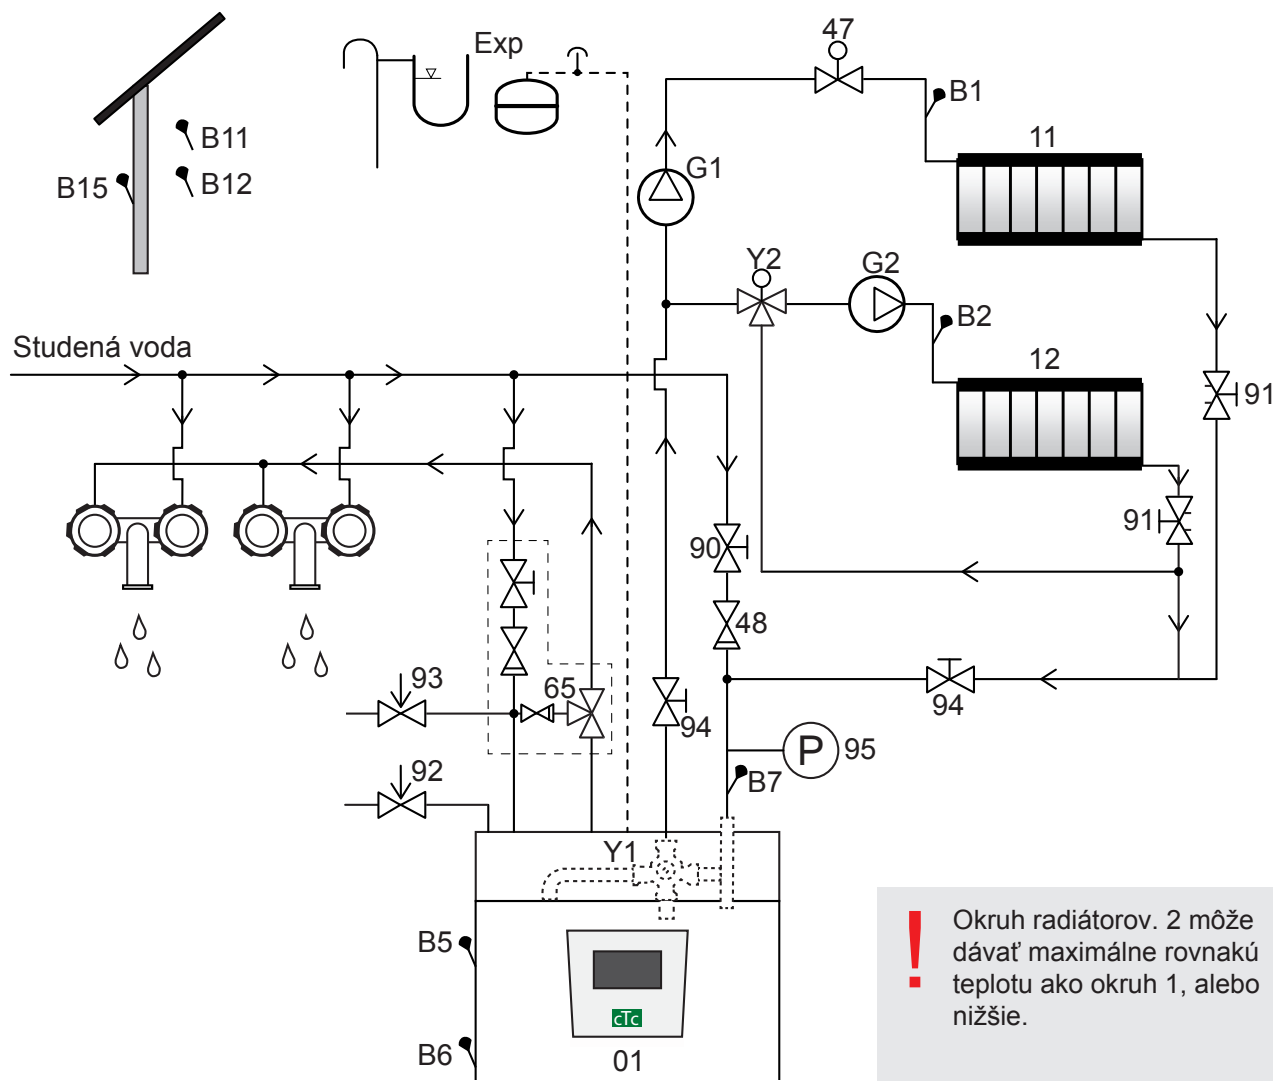 47
Exp
B1
B11
11
B15
B12
G1
Y2
G2
B2
Studená voda
12
91
91
90
48
93
65
94
94
P
95
B7
92
Y1
B5
Okruh radiátorov. 2 môže
dávať maximálne rovnakú
teplotu ako okruh 1, alebo
nižšie.
!
cTc
B6
01